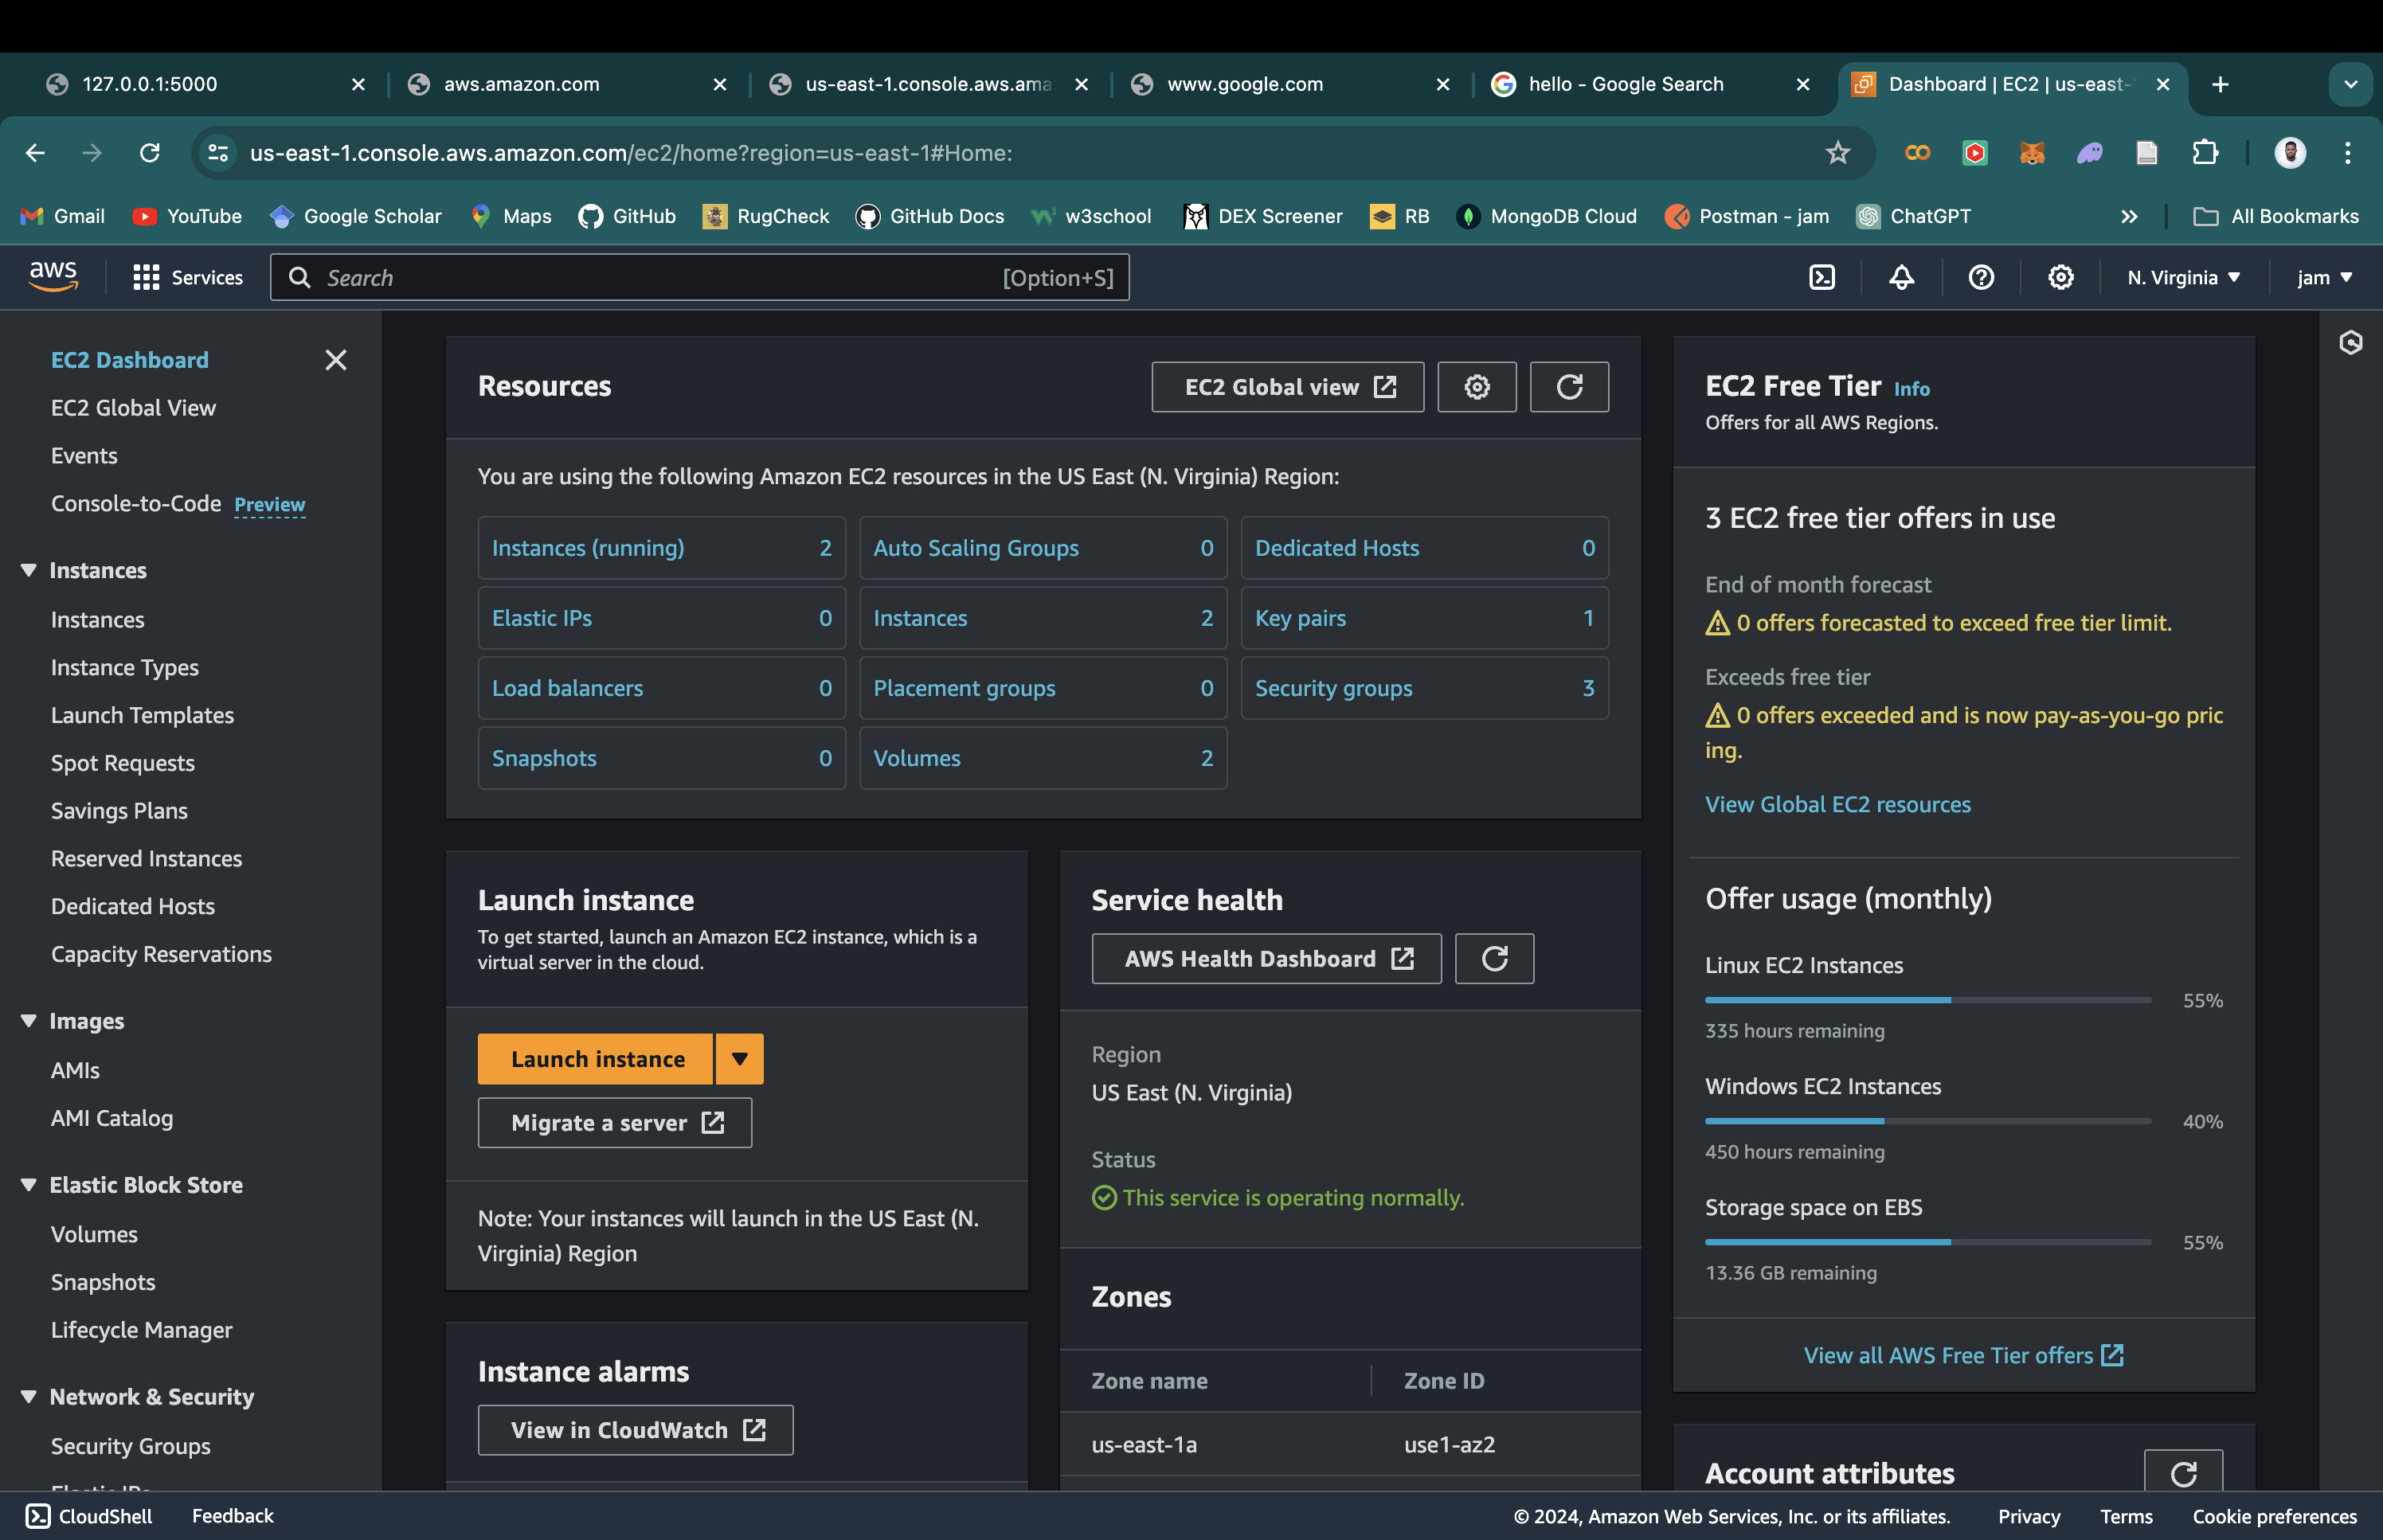 127.0.0.1:5000
aws.amazon.com
us-east-1.console.aws.ama
www.google.com
hello - Google Search
Dashboard | EC2 | us-east-
us-east-1.console.aws.amazon.com/ec2/home?region=us-east-1#Home:
Gmail
YouTube
Google Scholar
Maps
GitHub
RugCheck
GitHub Docs
w3school
DEX Screener
RB
MongoDB Cloud
Postman - jam
ChatGPT
All Bookmarks
aws
Services
Search
[Option+S]
N. Virginia
jam
EC2 Dashboard
EC2 Global View
Events
Console-to-Code Preview
Instances
Instances
Instance Types
Launch Templates
Spot Requests
Savings Plans
Reserved Instances
Dedicated Hosts
Capacity Reservations
Images
AMIs
AMI Catalog
Elastic Block Store
Volumes
Snapshots
Lifecycle Manager
Network & Security
Security Groups
Elastic IPs
Resources
EC2 Global view
You are using the following Amazon EC2 resources in the US East (N. Virginia) Region:
Instances (running) 2
Auto Scaling Groups 0
Dedicated Hosts 0
Elastic IPs 0
Instances 2
Key pairs 1
Load balancers 0
Placement groups 0
Security groups 3
Snapshots 0
Volumes 2
Launch instance
To get started, launch an Amazon EC2 instance, which is a
virtual server in the cloud.
Launch instance
Migrate a server
Note: Your instances will launch in the US East (N.
Virginia) Region
Instance alarms
View in CloudWatch
Service health
AWS Health Dashboard
Region
US East (N. Virginia)
Status
This service is operating normally.
Zones
Zone name
Zone ID
us-east-1a
use1-az2
EC2 Free Tier Info
Offers for all AWS Regions.
3 EC2 free tier offers in use
End of month forecast
0 offers forecasted to exceed free tier limit.
Exceeds free tier
0 offers exceeded and is now pay-as-you-go pric
ing.
View Global EC2 resources
Offer usage (monthly)
Linux EC2 Instances
55%
335 hours remaining
Windows EC2 Instances
40%
450 hours remaining
Storage space on EBS
55%
13.36 GB remaining
View all AWS Free Tier offers
Account attributes
CloudShell
Feedback
© 2024, Amazon Web Services, Inc. or its affiliates.
Privacy
Terms
Cookie preferences